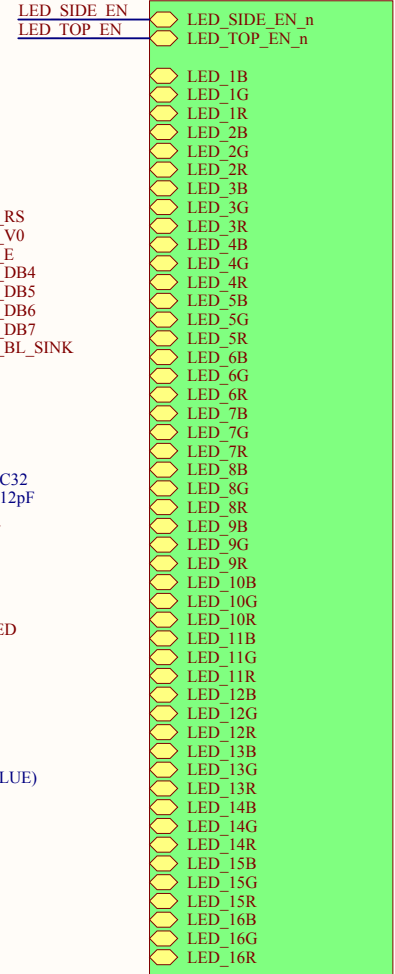 LED_SIDE_EN
LED_SIDE_EN_n
LED_TOP_EN
LED_TOP_EN_n
LED_1B
LED_1G
LED_1R
LED_2B
LED_2G
LED_2R
LED_3B
LED_3G
LED_3R
LED_4B
LED_4G
LED_4R
LED_5B
LED_5G
LED_5R
LED_6B
LED_6G
LED_6R
LED_7B
LED_7G
LED_7R
LED_8B
LED_8G
LED_8R
LED_9B
LED_9G
LED_9R
LED_10B
LED_10G
LED_10R
LED_11B
LED_11G
LED_11R
LED_12B
LED_12G
LED_12R
LED_13B
LED_13G
LED_13R
LED_14B
LED_14G
LED_14R
LED_15B
LED_15G
LED_15R
LED_16B
LED_16G
LED_16R
_RS
_V0
_E
_DB4
_DB5
_DB6
_DB7
_BL_SINK
C32
12pF
ED
LUE)